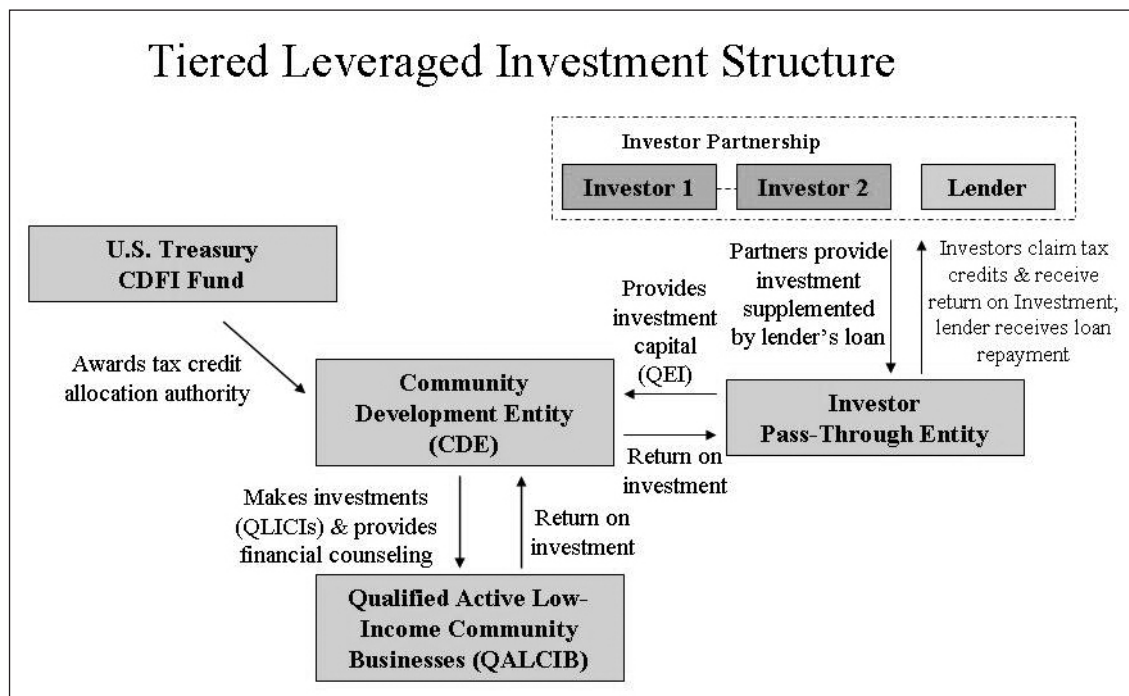 Tiered Leveraged Investment Structure
Investor Partnership
Investor 1
Investor 2
Lender
U.S. Treasury
CDFI Fund
Partners provide
investment
supplemented
by lender's loan
Investors claim tax
credits & receive
return on Investment;
lender receives loan
repayment
Provides
investment
capital
(QEI)
Awards tax credit
allocation authority
Community
Development Entity
(CDE)
Investor
Pass-Through Entity
Return on
investment
Makes investments
(QLICIs) & provides
financial counseling
Return on
investment
Qualified Active Low-
Income Community
Businesses (QALCIB)